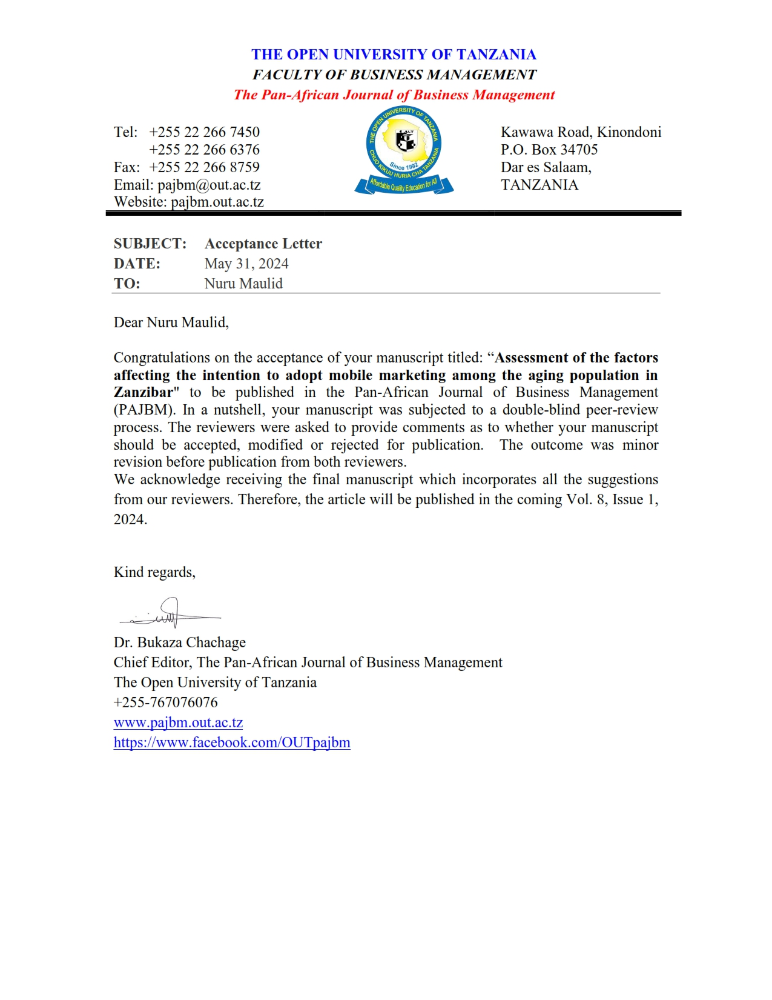 THE OPEN UNIVERSITY OF TANZANIA
FACULTY OF BUSINESS MANAGEMENT
The Pan-African Journal of Business Management
Tel: +255 22 266 7450
+255 22 266 6376
Fax: +255 22 266 8759
Email: pajbm@out.ac.tz
Website: pajbm.out.ac.tz
THE OPEN UNIVERSITY OF TANZANIA
CHUO KIKUU HURIA CHA TANZANIA
Since 1992
Affordable Quality Education for All
Kawawa Road, Kinondoni
P.O. Box 34705
Dar es Salaam,
TANZANIA
SUBJECT: Acceptance Letter
DATE: May 31, 2024
TO: Nuru Maulid
Dear Nuru Maulid,
Congratulations on the acceptance of your manuscript titled: “Assessment of the factors
affecting the intention to adopt mobile marketing among the aging population in
Zanzibar" to be published in the Pan-African Journal of Business Management
(PAJBM). In a nutshell, your manuscript was subjected to a double-blind peer-review
process. The reviewers were asked to provide comments as to whether your manuscript
should be accepted, modified or rejected for publication. The outcome was minor
revision before publication from both reviewers.
We acknowledge receiving the final manuscript which incorporates all the suggestions
from our reviewers. Therefore, the article will be published in the coming Vol. 8, Issue 1,
2024.
Kind regards,
Dr. Bukaza Chachage
Chief Editor, The Pan-African Journal of Business Management
The Open University of Tanzania
+255-767076076
www.pajbm.out.ac.tz
https://www.facebook.com/OUTpajbm